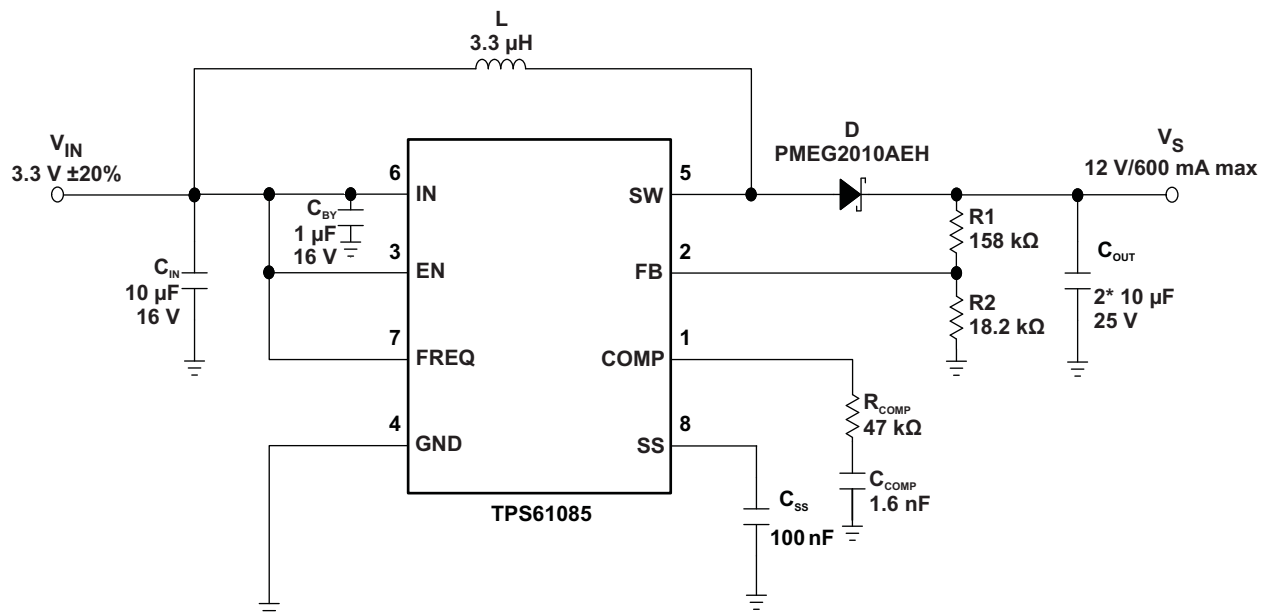 L
3.3 µH
V_IN
3.3 V ±20%
D
PMEG2010AEH
V_S
12 V/600 mA max
6
IN
5
SW
C_BY
1 µF
16 V
R1
158 kΩ
3
EN
2
FB
C_IN
10 µF
16 V
C_OUT
2* 10 µF
25 V
R2
18.2 kΩ
7
FREQ
1
COMP
R_COMP
47 kΩ
4
GND
8
SS
C_COMP
1.6 nF
C_SS
100 nF
TPS61085